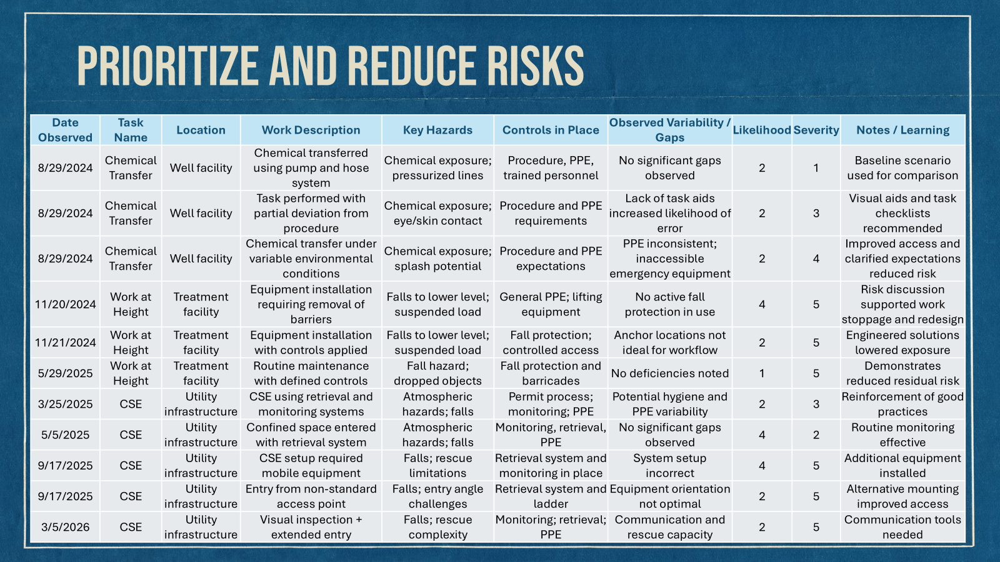 PRIORITIZE AND REDUCE RISKS
Date Observed | Task Name | Location | Work Description | Key Hazards | Controls in Place | Observed Variability / Gaps | Likelihood | Severity | Notes / Learning
8/29/2024 | Chemical Transfer | Well facility | Chemical transferred using pump and hose system | Chemical exposure; pressurized lines | Procedure, PPE, trained personnel | No significant gaps observed | 2 | 1 | Baseline scenario used for comparison
8/29/2024 | Chemical Transfer | Well facility | Task performed with partial deviation from procedure | Chemical exposure; eye/skin contact | Procedure and PPE requirements | Lack of task aids increased likelihood of error | 2 | 3 | Visual aids and task checklists recommended
8/29/2024 | Chemical Transfer | Well facility | Chemical transfer under variable environmental conditions | Chemical exposure; splash potential | Procedure and PPE expectations | PPE inconsistent; inaccessible emergency equipment | 2 | 4 | Improved access and clarified expectations reduced risk
11/20/2024 | Work at Height | Treatment facility | Equipment installation requiring removal of barriers | Falls to lower level; suspended load | General PPE; lifting equipment | No active fall protection in use | 4 | 5 | Risk discussion supported work stoppage and redesign
11/21/2024 | Work at Height | Treatment facility | Equipment installation with controls applied | Falls to lower level; suspended load | Fall protection; controlled access | Anchor locations not ideal for workflow | 2 | 5 | Engineered solutions lowered exposure
5/29/2025 | Work at Height | Treatment facility | Routine maintenance with defined controls | Fall hazard; dropped objects | Fall protection and barricades | No deficiencies noted | 1 | 5 | Demonstrates reduced residual risk
3/25/2025 | CSE | Utility infrastructure | CSE using retrieval and monitoring systems | Atmospheric hazards; falls | Permit process; monitoring; PPE | Potential hygiene and PPE variability | 2 | 3 | Reinforcement of good practices
5/5/2025 | CSE | Utility infrastructure | Confined space entered with retrieval system | Atmospheric hazards; falls | Monitoring, retrieval, PPE | No significant gaps observed | 4 | 2 | Routine monitoring effective
9/17/2025 | CSE | Utility infrastructure | CSE setup required mobile equipment | Falls; rescue limitations | Retrieval system and monitoring in place | System setup incorrect | 4 | 5 | Additional equipment installed
9/17/2025 | CSE | Utility infrastructure | Entry from non-standard access point | Falls; entry angle challenges | Retrieval system and ladder | Equipment orientation not optimal | 2 | 5 | Alternative mounting improved access
3/5/2026 | CSE | Utility infrastructure | Visual inspection + extended entry | Falls; rescue complexity | Monitoring; retrieval; PPE | Communication and rescue capacity | 2 | 5 | Communication tools needed